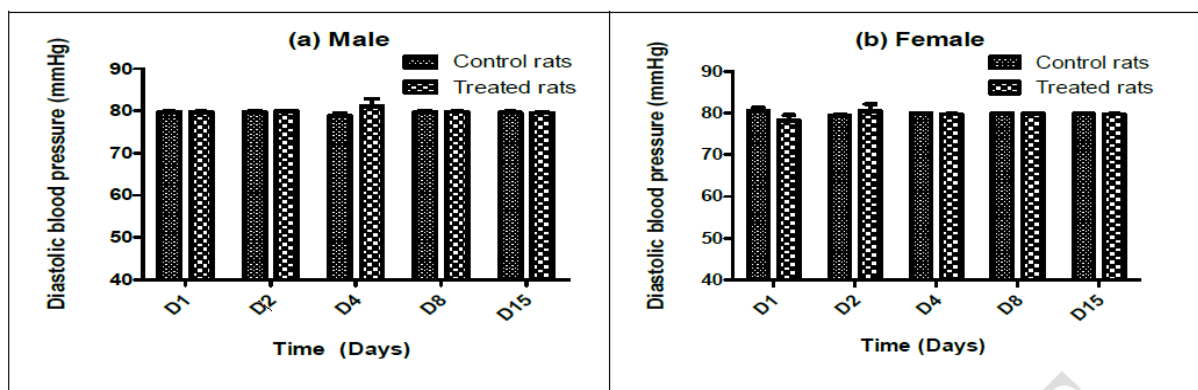 (a) Male
Control rats
Treated rats
Diastolic blood pressure (mmHg)
90
80
70
60
50
40
D1
D2
D4
D8
D15
Time (Days)
(b) Female
Control rats
Treated rats
Diastolic blood pressure (mmHg)
90
80
70
60
50
40
D1
D2
D4
D8
D15
Time (Days)